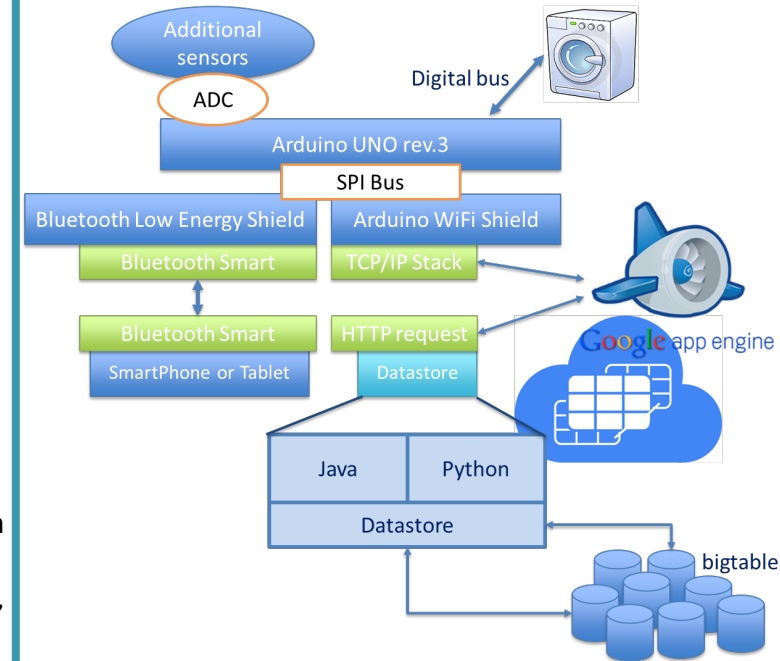 Additional
sensors
ADC
Digital bus
Arduino UNO rev.3
SPI Bus
Bluetooth Low Energy Shield
Arduino WiFi Shield
Bluetooth Smart
TCP/IP Stack
Bluetooth Smart
HTTP request
SmartPhone or Tablet
Datastore
Google app engine
Java
Python
Datastore
bigtable